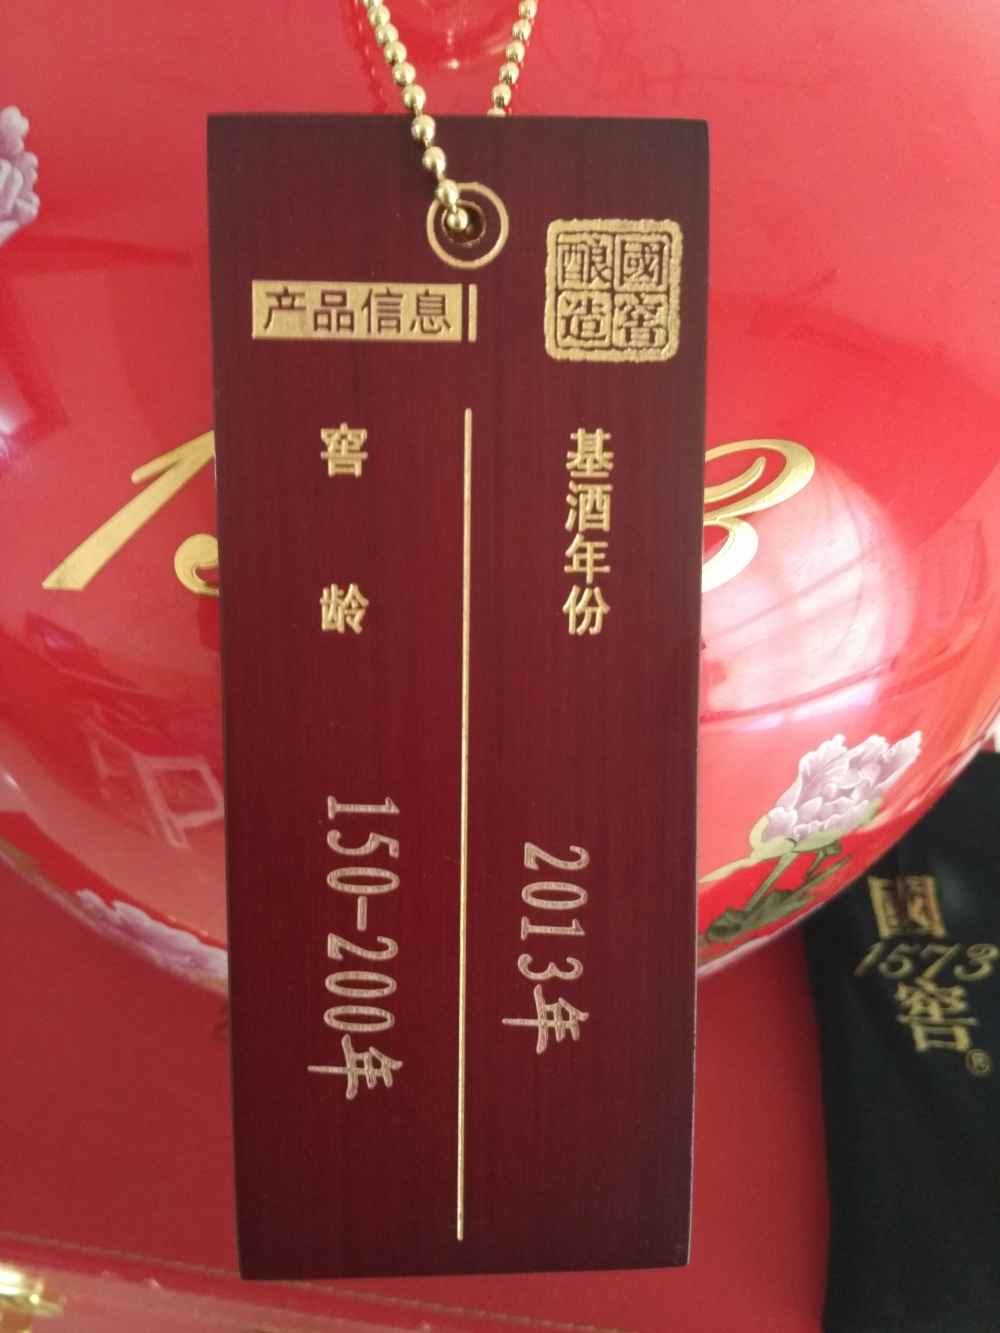 國窖
酿造
产品信息
基酒年份
2013年
窖龄
150-200年
國
1573
窖
®